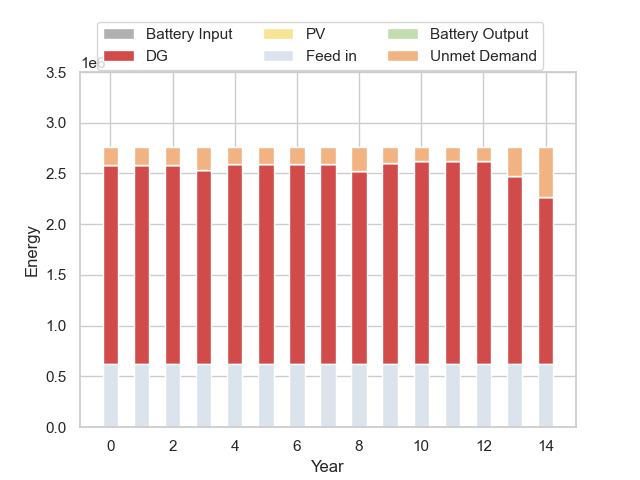 Battery Input PV Battery Output
DG Feed in Unmet Demand
1e6
3.5
3.0
2.5
2.0
1.5
1.0
0.5
0.0
Energy
0 2 4 6 8 10 12 14
Year